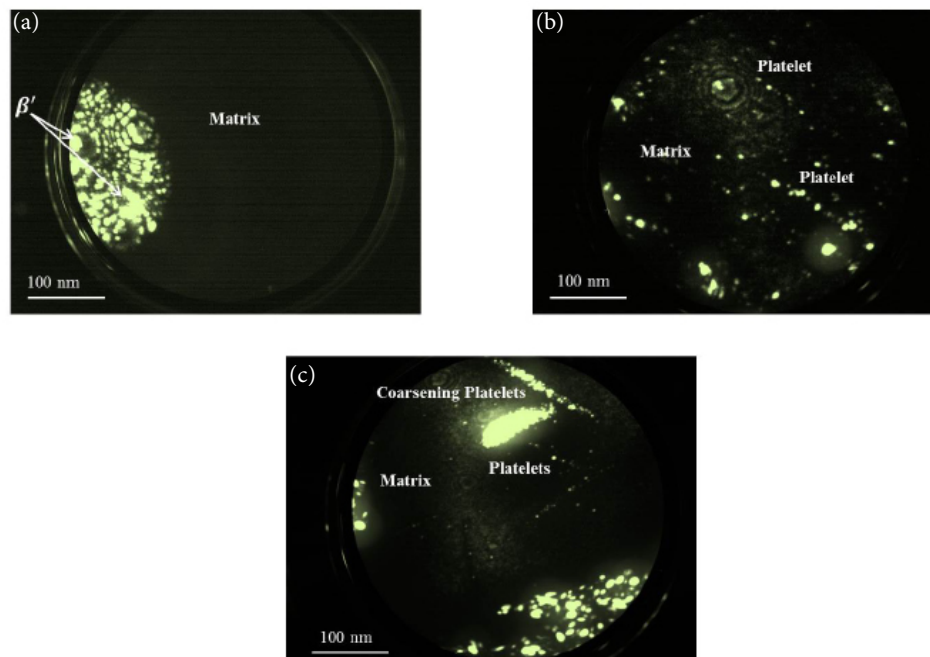 (a)
Matrix
β′
100 nm
(b)
Platelet
Matrix
Platelet
100 nm
(c)
Coarsening Platelets
Platelets
Matrix
100 nm